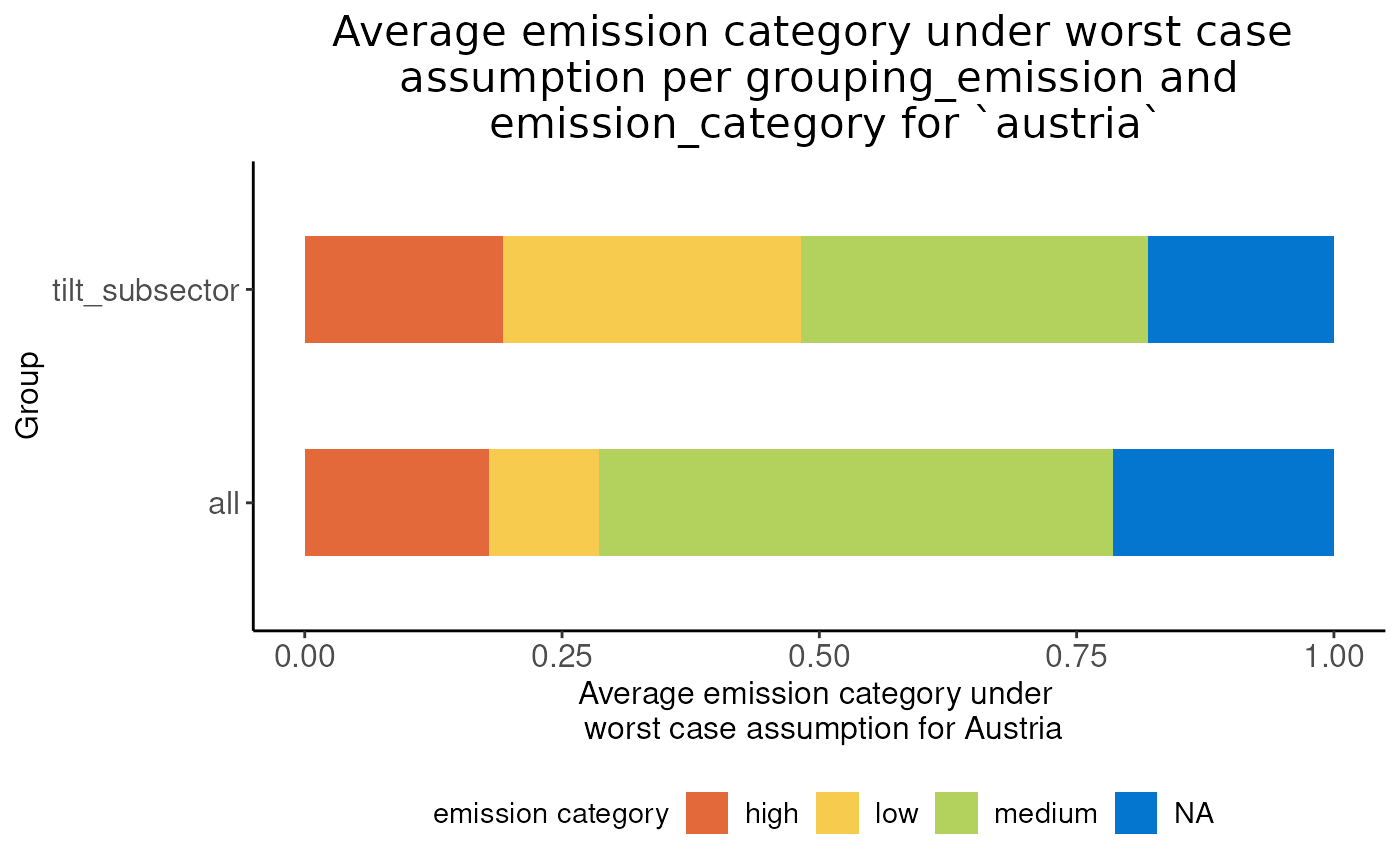 Average emission category under worst case
assumption per grouping_emission and
emission_category for `austria`
tilt_subsector
Group
all
0.00 0.25 0.50 0.75 1.00
Average emission category under
worst case assumption for Austria
emission category high low medium NA